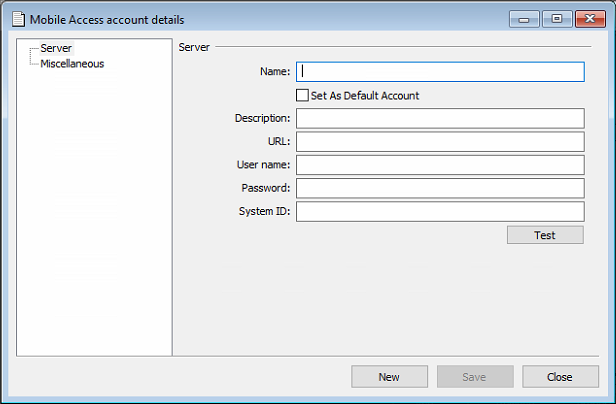 Mobile Access account details
Server
Miscellaneous
Server
Name:
Set As Default Account
Description:
URL:
User name:
Password:
System ID:
Test
New
Save
Close